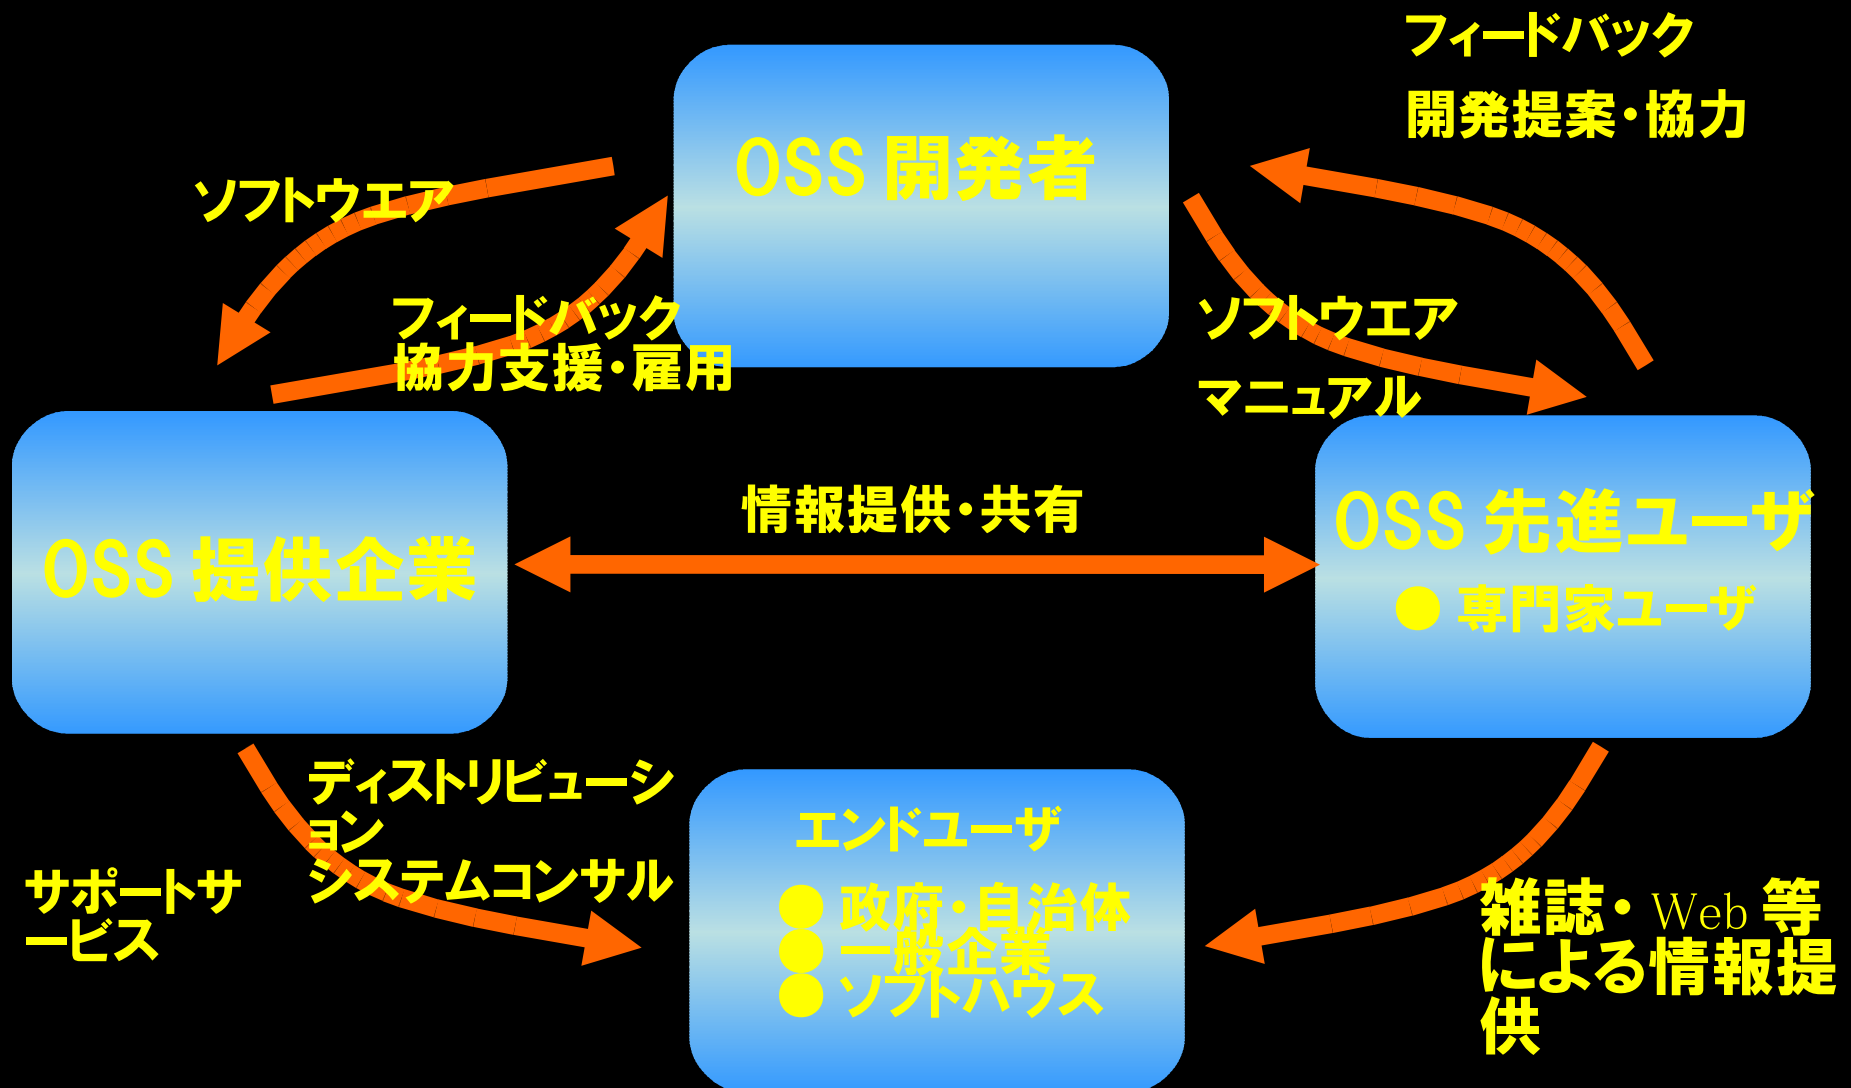 フィードバック
開発提案・協力
OSS 開発者
ソフトウエア
フィードバック
協力支援・雇用
ソフトウエア
マニュアル
情報提供・共有
OSS 提供企業
OSS 先進ユーザ
● 専門家ユーザ
ディストリビューシ
ョン
システムコンサル
サポートサ
ービス
エンドユーザ
● 政府・自治体
● 一般企業
● ソフトハウス
雑誌・ Web 等
による情報提
供